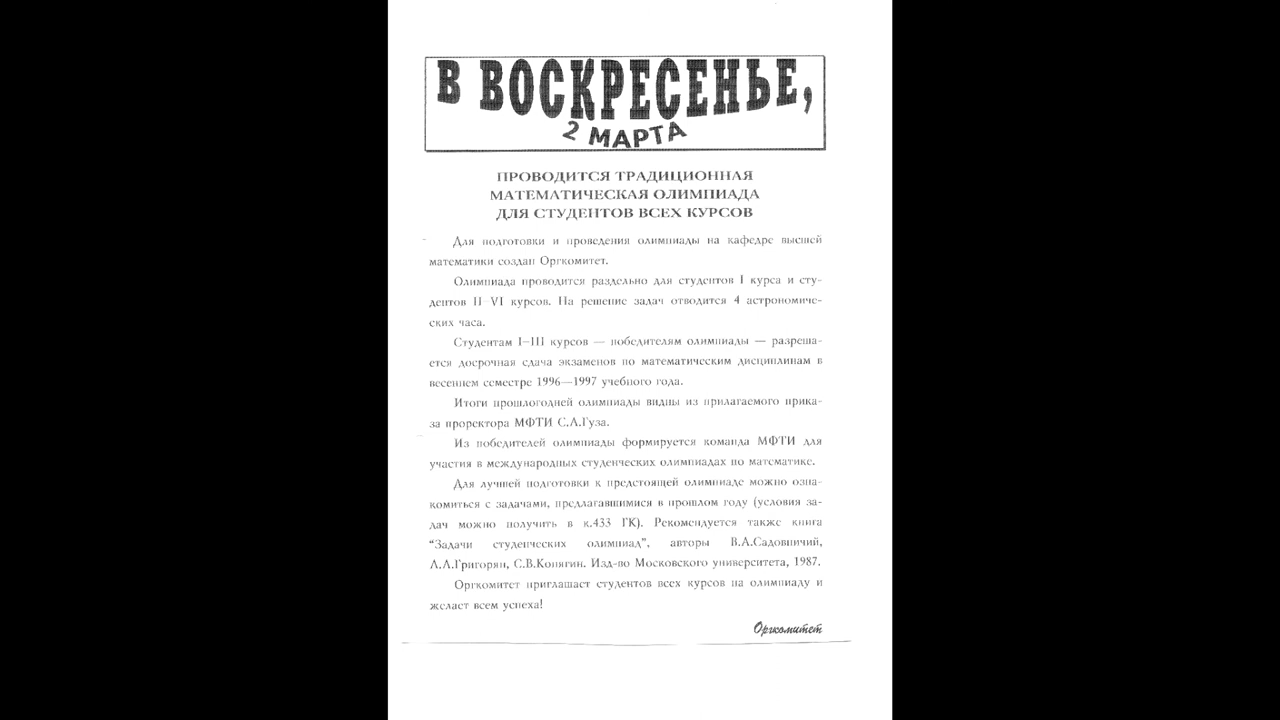 В ВОСКРЕСЕНЬЕ,
2 МАРТА
ПРОВОДИТСЯ ТРАДИЦИОННАЯ
МАТЕМАТИЧЕСКАЯ ОЛИМПИАДА
ДЛЯ СТУДЕНТОВ ВСЕХ КУРСОВ
Для подготовки и проведения олимпиады на кафедре высшей
математики создан Оргкомитет.
Олимпиада проводится раздельно для студентов I курса и сту-
дентов II–VI курсов. На решение задач отводится 4 астрономиче-
ских часа.
Студентам I–III курсов — победителям олимпиады — разреша-
ется досрочная сдача экзаменов по математическим дисциплинам в
весеннем семестре 1996—1997 учебного года.
Итоги прошлогодней олимпиады видны из прилагаемого прика-
за проректора МФТИ С.А.Гуза.
Из победителей олимпиады формируется команда МФТИ для
участия в международных студенческих олимпиадах по математике.
Для лучшей подготовки к предстоящей олимпиаде можно озна-
комиться с задачами, предлагавшимися в прошлом году (условия за-
дач можно получить в к.433 ГК). Рекомендуется также книга
“Задачи студенческих олимпиад”, авторы В.А.Садовничий,
А.А.Григорян, С.В.Конягин. Изд-во Московского университета, 1987.
Оргкомитет приглашает студентов всех курсов на олимпиаду и
желает всем успеха!
Оргкомитет